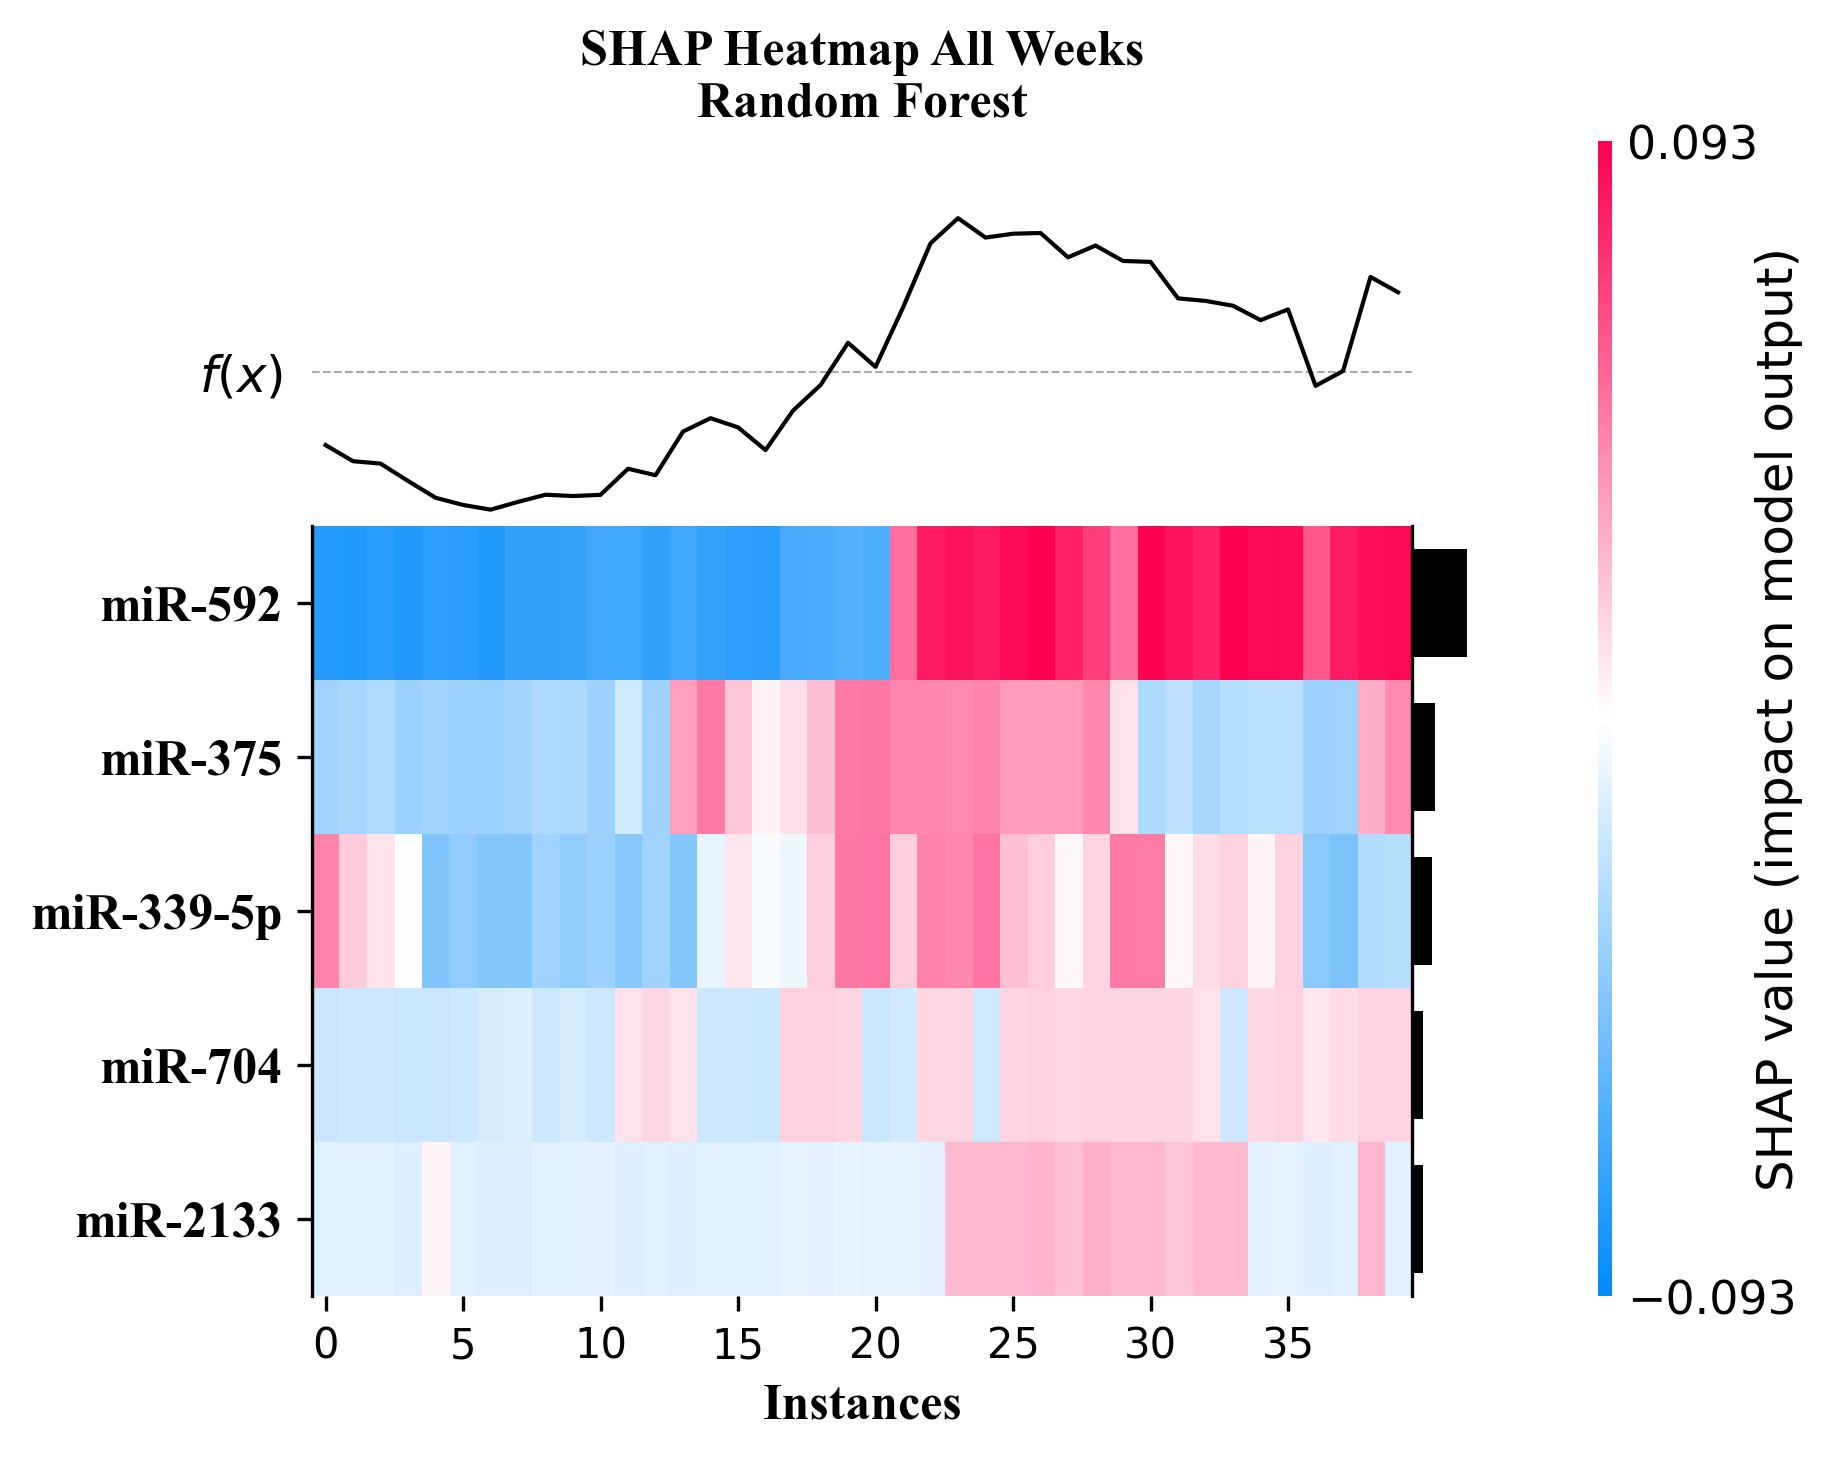 SHAP Heatmap All Weeks
Random Forest
0.093
f(x)
miR-592
miR-375
miR-339-5p
miR-704
miR-2133
SHAP value (impact on model output)
−0.093
0 5 10 15 20 25 30 35
Instances